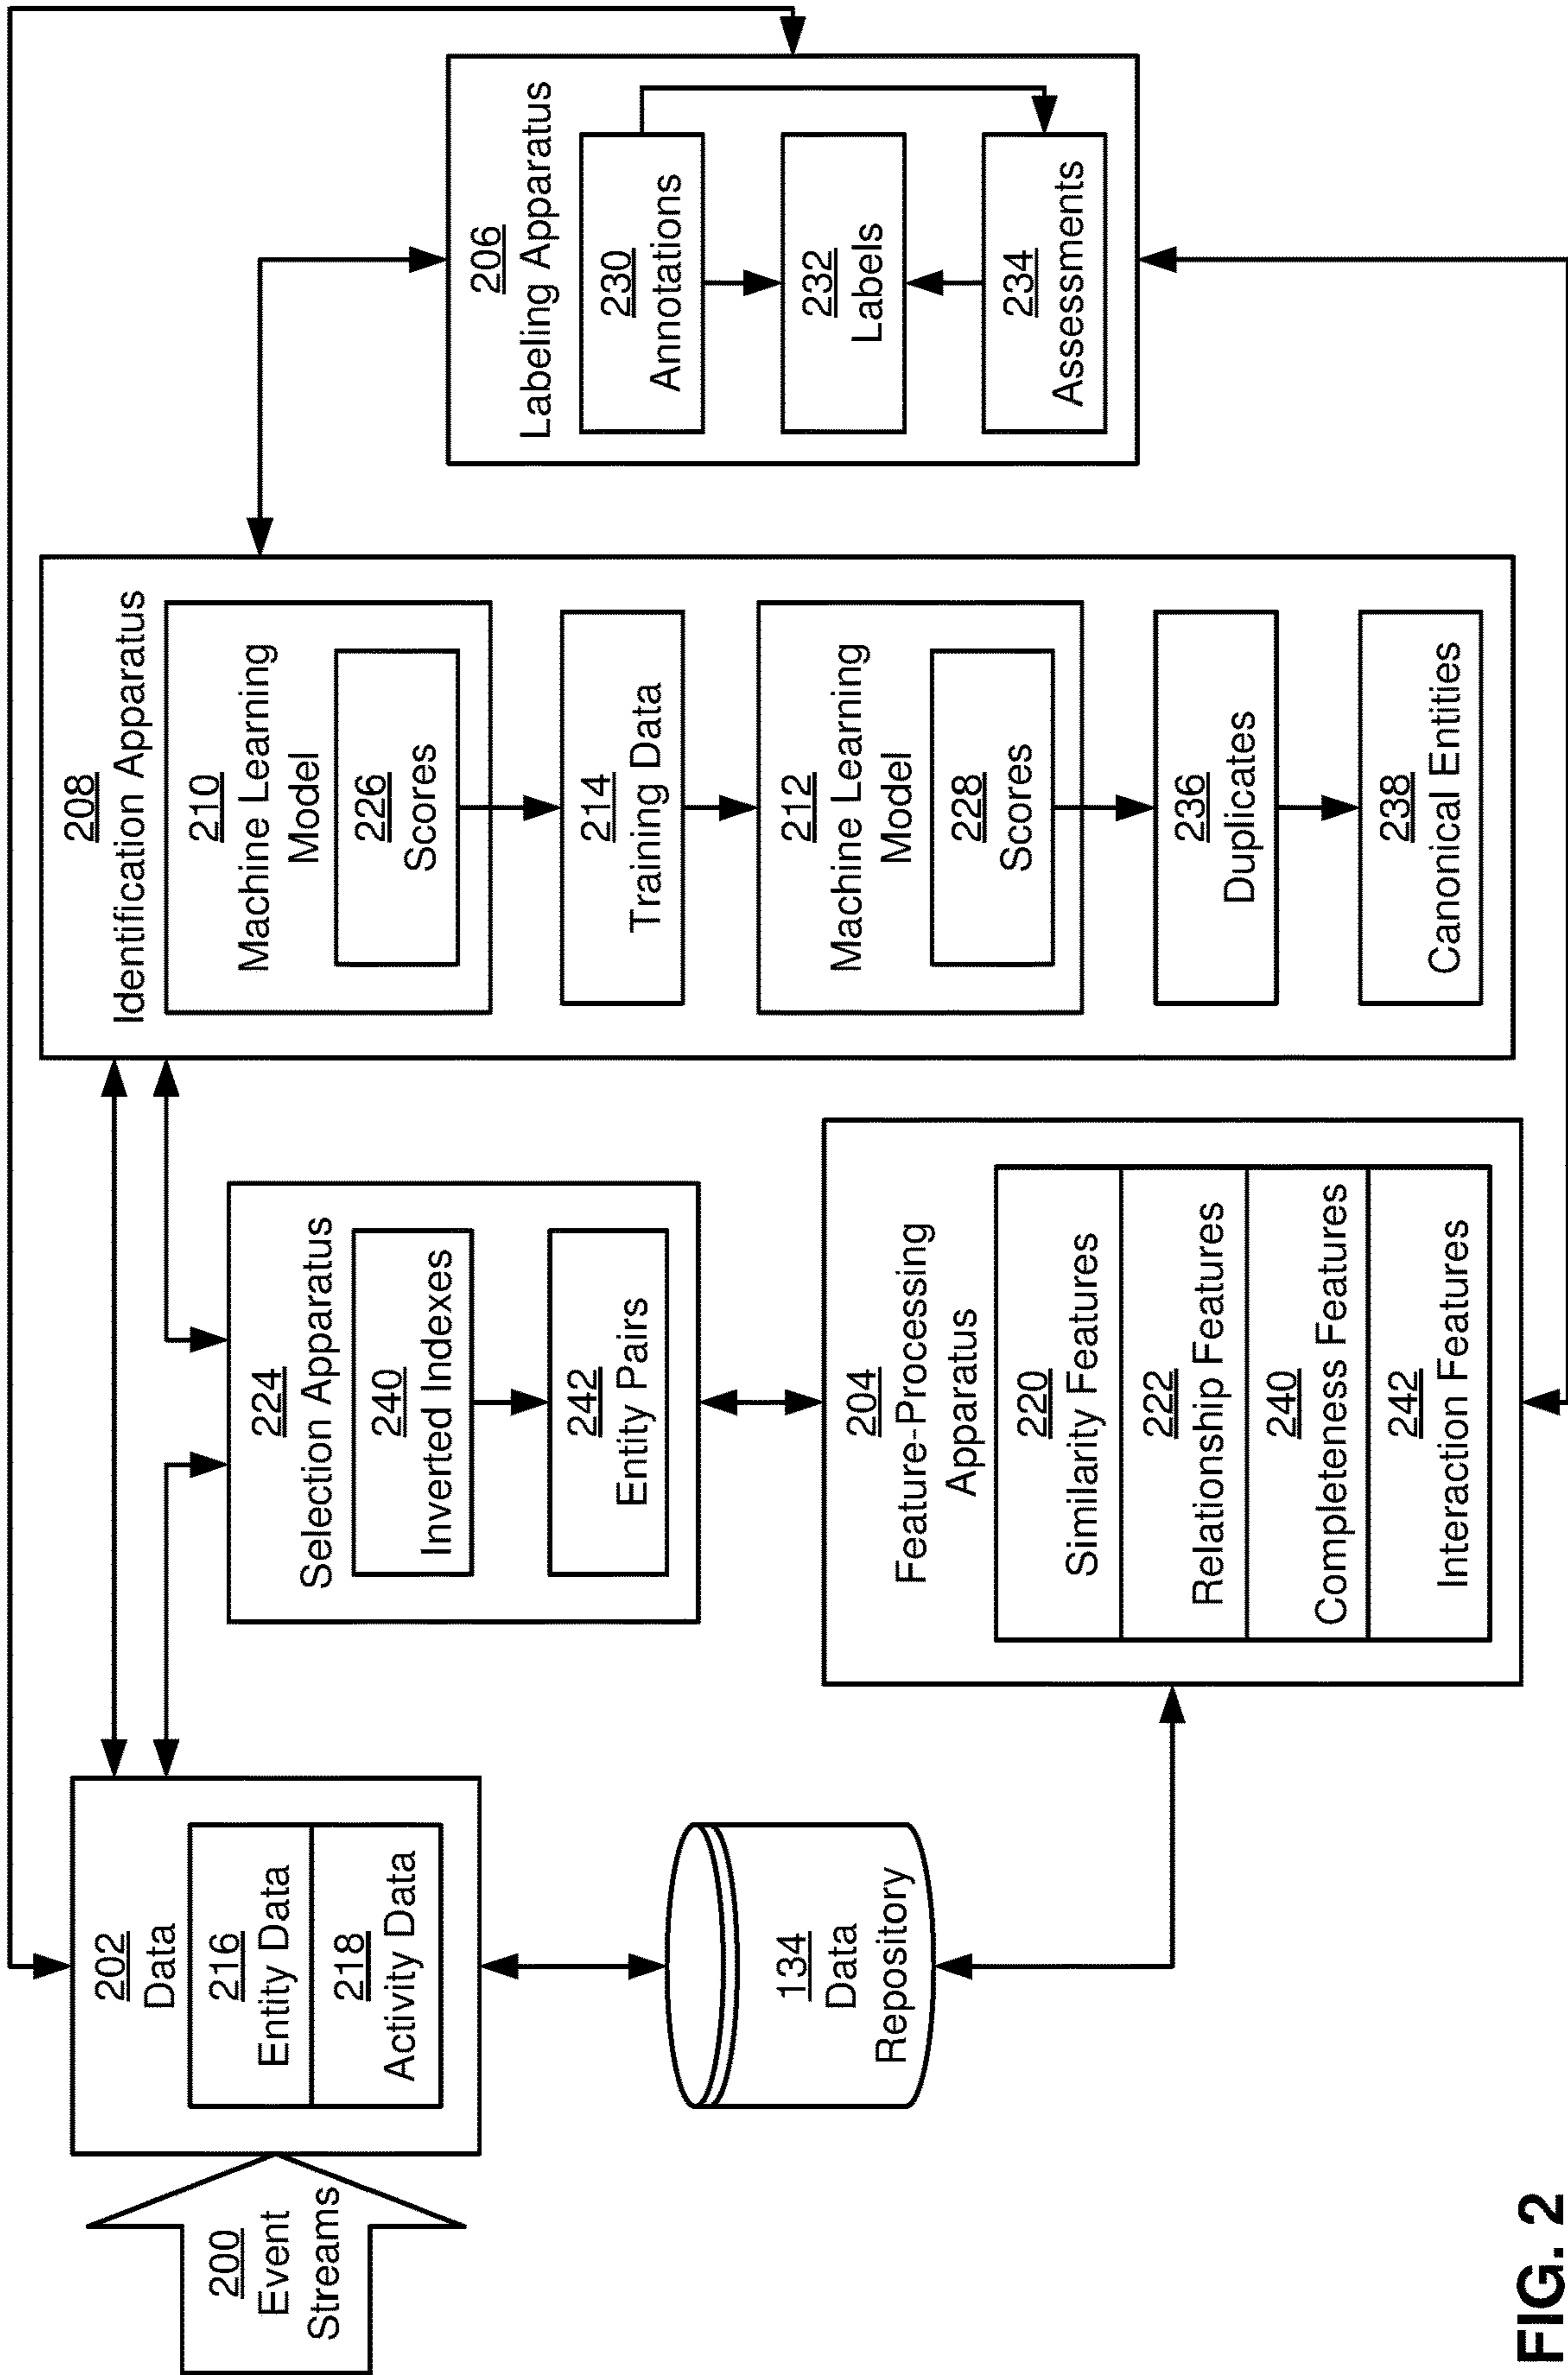 200
Event
Streams
202
Data
216
Entity Data
218
Activity Data
134
Data
Repository
224
Selection Apparatus
240
Inverted Indexes
242
Entity Pairs
204
Feature-Processing
Apparatus
220
Similarity Features
222
Relationship Features
240
Completeness Features
242
Interaction Features
208
Identification Apparatus
210
Machine Learning
Model
226
Scores
214
Training Data
212
Machine Learning
Model
228
Scores
236
Duplicates
238
Canonical Entities
206
Labeling Apparatus
230
Annotations
232
Labels
234
Assessments
FIG. 2